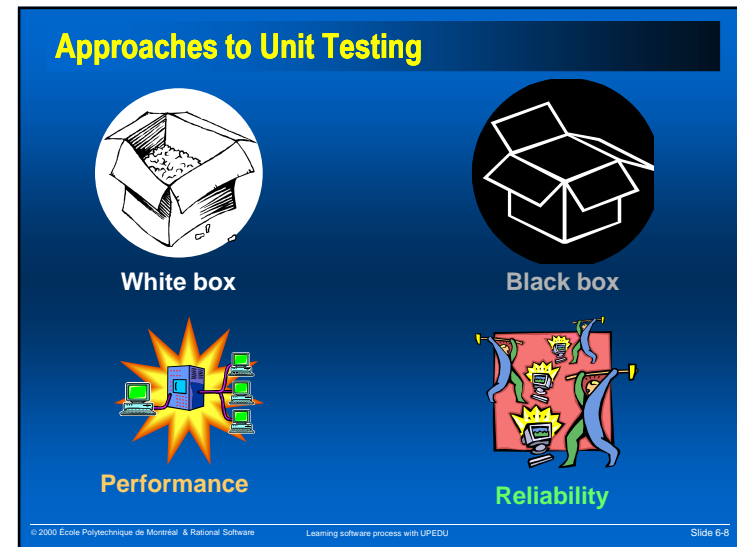 Approaches to Unit Testing
White box
Black box
Performance
Reliability
© 2000 École Polytechnique de Montréal & Rational Software
Learning software process with UPEDU
Slide 6-8